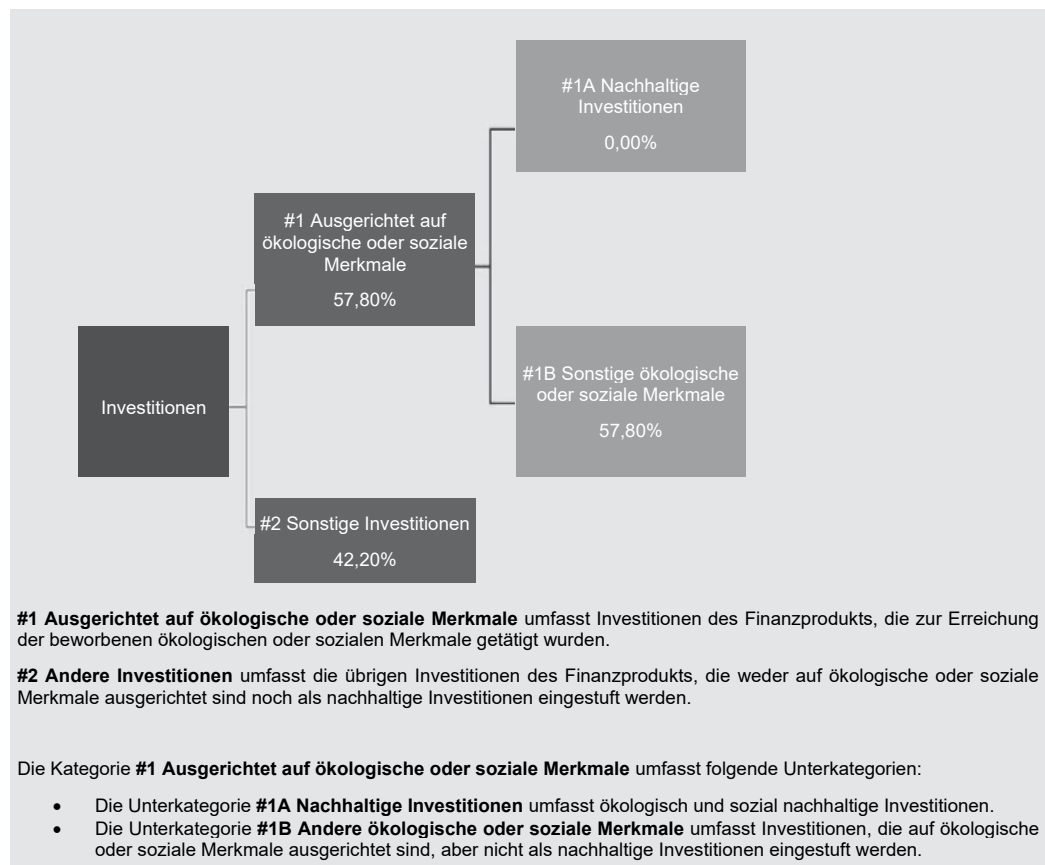 #1A Nachhaltige
Investitionen
0,00%
#1 Ausgerichtet auf
ökologische oder soziale
Merkmale
57,80%
#1B Sonstige ökologische
oder soziale Merkmale
57,80%
Investitionen
#2 Sonstige Investitionen
42,20%
#1 Ausgerichtet auf ökologische oder soziale Merkmale umfasst Investitionen des Finanzprodukts, die zur Erreichung
der beworbenen ökologischen oder sozialen Merkmale getätigt wurden.
#2 Andere Investitionen umfasst die übrigen Investitionen des Finanzprodukts, die weder auf ökologische oder soziale
Merkmale ausgerichtet sind noch als nachhaltige Investitionen eingestuft werden.
Die Kategorie #1 Ausgerichtet auf ökologische oder soziale Merkmale umfasst folgende Unterkategorien:
• Die Unterkategorie #1A Nachhaltige Investitionen umfasst ökologisch und sozial nachhaltige Investitionen.
• Die Unterkategorie #1B Andere ökologische oder soziale Merkmale umfasst Investitionen, die auf ökologische
oder soziale Merkmale ausgerichtet sind, aber nicht als nachhaltige Investitionen eingestuft werden.